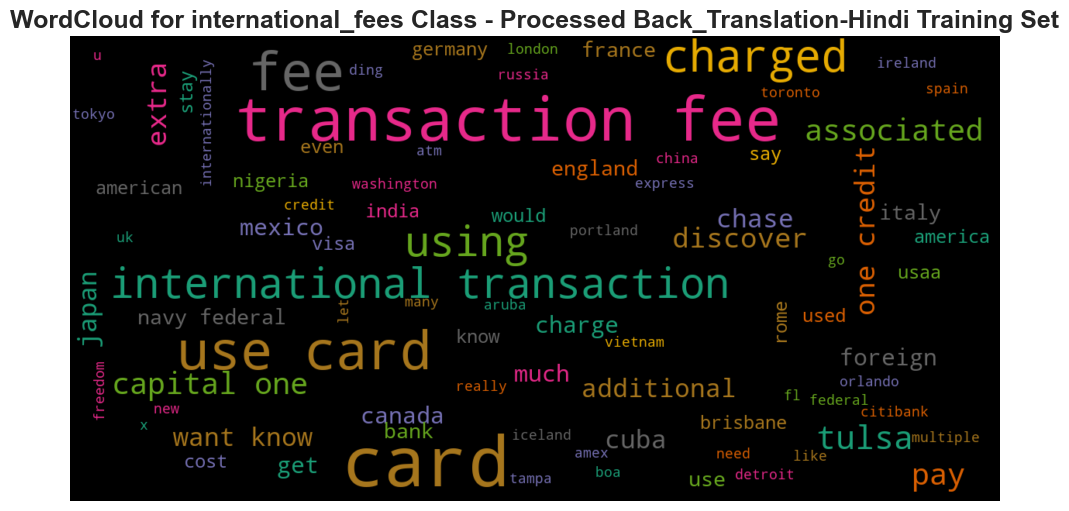 WordCloud for international_fees Class - Processed Back_Translation-Hindi Training Set
u
germany
london
france
charged
ireland
fee
ding
russia
stay
internationally
extra
tokyo
toronto
spain
transaction fee
associated
even
atm
china
say
england
one credit
nigeria
washington
express
american
credit
india
would
chase
italy
mexico
visa
portland
discover
america
uk
using
go
usaa
international transaction
japan
many
aruba
let
navy federal
charge
know
rome
used
vietnam
use card
foreign
capital one
freedom
really
much
additional
orlando
fl
federal
new
canada
citibank
x
bank
brisbane
want know
iceland
cuba
tulsa
multiple
cost
get
card
amex
need
like
tampa
boa
use
detroit
pay